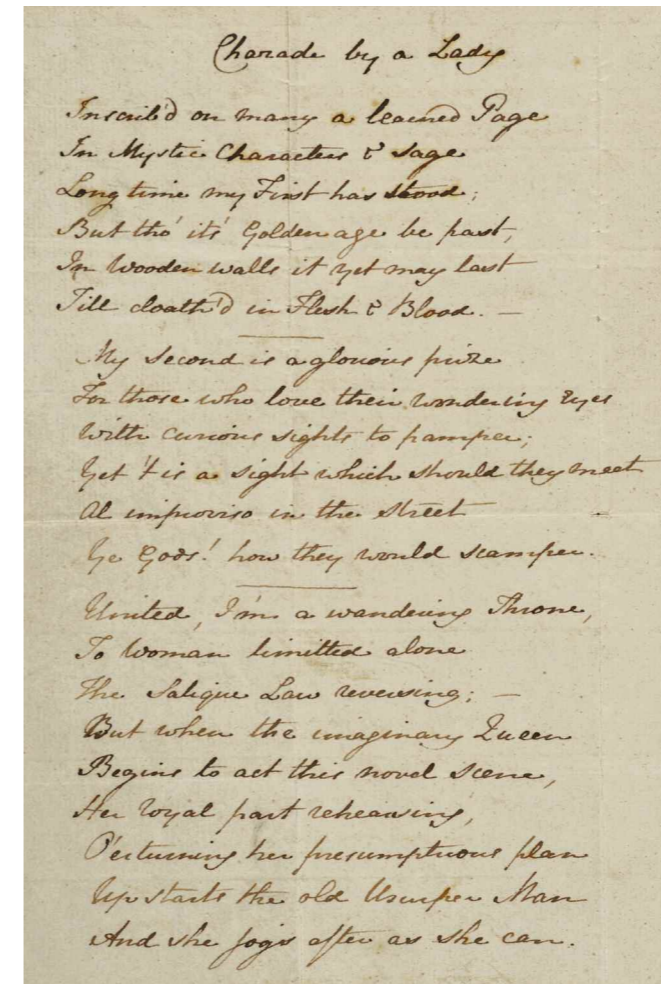 Charade by a Lady
Inscrib'd on many a learned Page
In Mystic Characters & Sage
Long time my First has stood;
But tho' its' Golden age be past,
In Wooden walls it yet may last
Till cloath'd in Flesh & Blood. —
My Second is a glorious prize
For those who love their wondering Eyes
With curious sights to pamper;
Yet 't is a sight which should they meet
Al improviso in the Street
Ye Gods! how they would scamper.
United, I'm a wandering Throne,
To Woman limitted alone
The Salique Law reversing; —
But when the imaginary Queen
Begins to act this novel Scene,
Her royal part rehearsing,
O'erturning her presumptuous plan
Up starts the old Usurper Man
And she jogs after as she can.